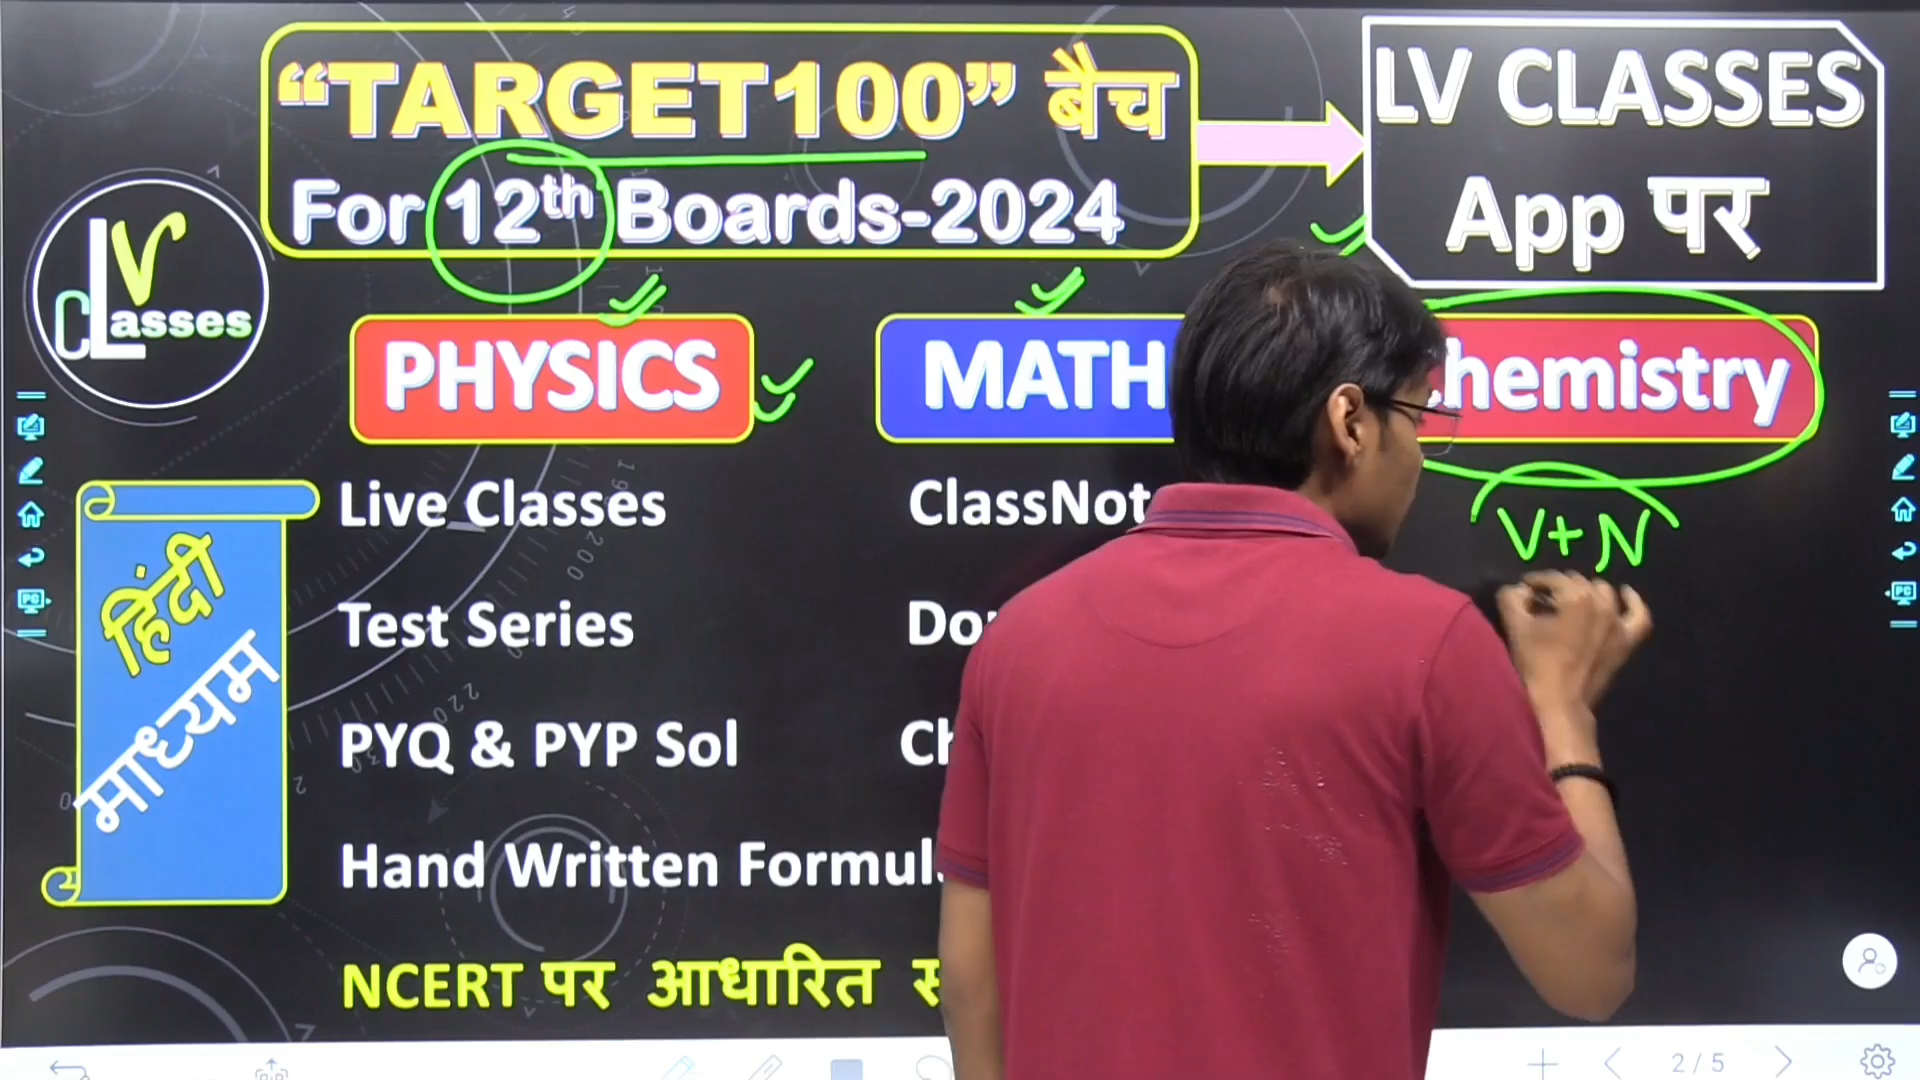 “TARGET100” बैच
For 12th Boards-2024
LV CLASSES
App पर
LV
Classes
PHYSICS
MATH
hemistry
V+N
हिंदी
माध्यम
Live Classes
ClassNot
Test Series
PYQ & PYP Sol
Ch
Hand Written Formul
NCERT पर आधारित
2/5